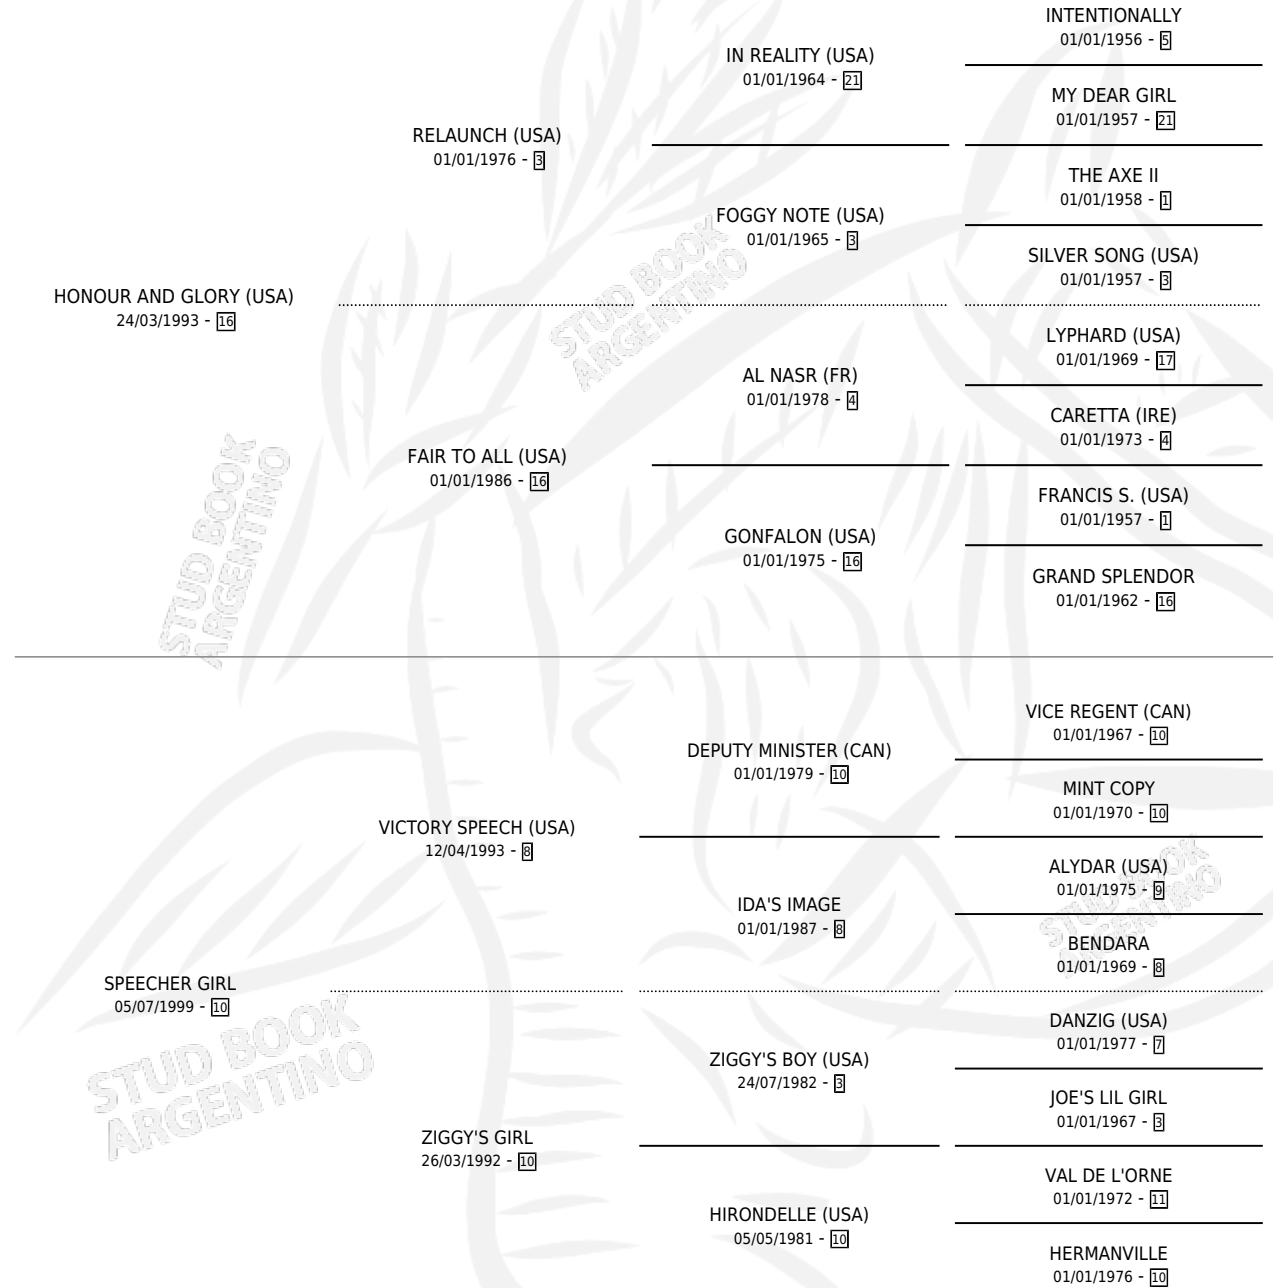 INTENTIONALLY
01/01/1956 - 5
IN REALITY (USA)
01/01/1964 - 21
MY DEAR GIRL
01/01/1957 - 21
RELAUNCH (USA)
01/01/1976 - 3
THE AXE II
01/01/1958 - 1
FOGGY NOTE (USA)
01/01/1965 - 3
SILVER SONG (USA)
01/01/1957 - 3
HONOUR AND GLORY (USA)
24/03/1993 - 16
LYPHARD (USA)
01/01/1969 - 17
AL NASR (FR)
01/01/1978 - 4
CARETTA (IRE)
01/01/1973 - 4
FAIR TO ALL (USA)
01/01/1986 - 16
FRANCIS S. (USA)
01/01/1957 - 1
GONFALON (USA)
01/01/1975 - 16
GRAND SPLENDOR
01/01/1962 - 16
STUD BOOK
ARGENTINO
STUD BOOK
ARGENTINO
VICE REGENT (CAN)
01/01/1967 - 10
DEPUTY MINISTER (CAN)
01/01/1979 - 10
MINT COPY
01/01/1970 - 10
VICTORY SPEECH (USA)
12/04/1993 - 8
ALYDAR (USA)
01/01/1975 - 9
IDA'S IMAGE
01/01/1987 - 8
BENDARA
01/01/1969 - 8
STUD BOOK
ARGENTINO
SPEECHER GIRL
05/07/1999 - 10
DANZIG (USA)
01/01/1977 - 7
ZIGGY'S BOY (USA)
24/07/1982 - 3
JOE'S LIL GIRL
01/01/1967 - 3
STUD BOOK
ARGENTINO
ZIGGY'S GIRL
26/03/1992 - 10
VAL DE L'ORNE
01/01/1972 - 11
HIRONDELLE (USA)
05/05/1981 - 10
HERMANVILLE
01/01/1976 - 10